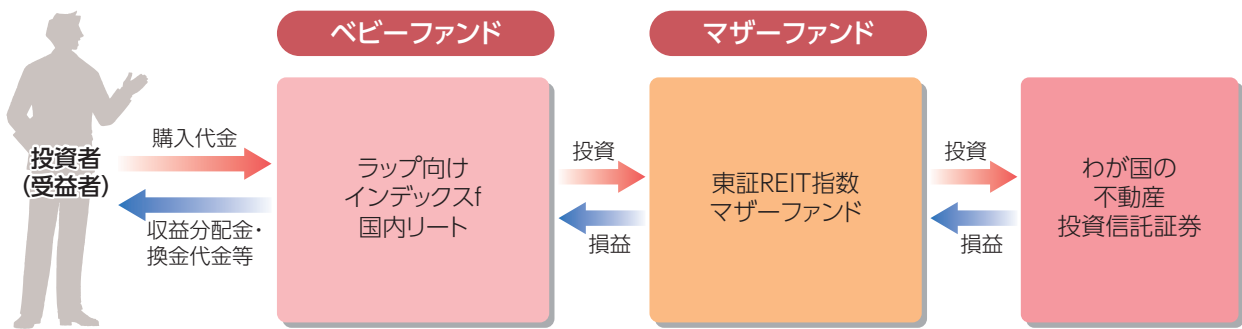 ベビーファンド
マザーファンド
投資者
(受益者)
購入代金
収益分配金・
換金代金等
ラップ向け
インデックスf
国内リート
投資
損益
東証REIT指数
マザーファンド
投資
損益
わが国の
不動産
投資信託証券